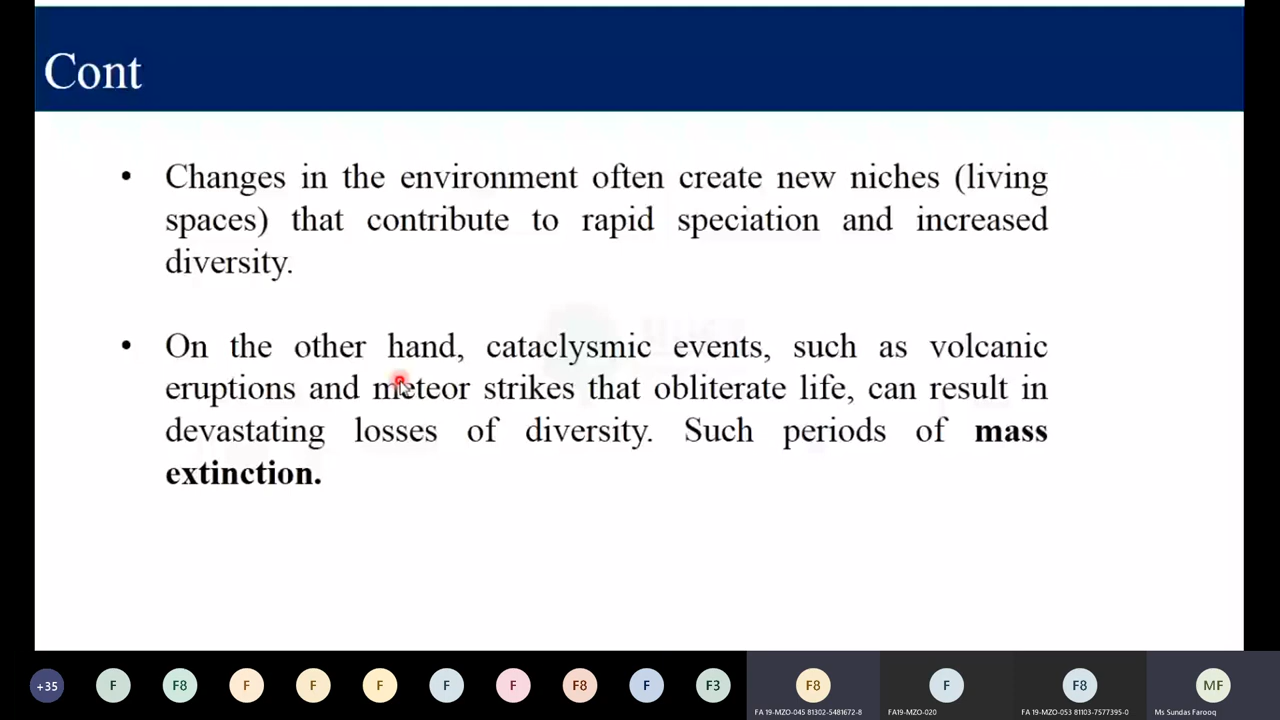 Cont
• Changes in the environment often create new niches (living
spaces) that contribute to rapid speciation and increased
diversity.
• On the other hand, cataclysmic events, such as volcanic
eruptions and meteor strikes that obliterate life, can result in
devastating losses of diversity. Such periods of mass
extinction.
+35
F
F8
F
F
F
F
F
F8
F
F3
F8
F
F8
MF
FA 19-MZO-045 81302-5481672-8
FA19-MZO-020
FA 19-MZO-053 81103-7577395-0
Ms Sundas Farooq